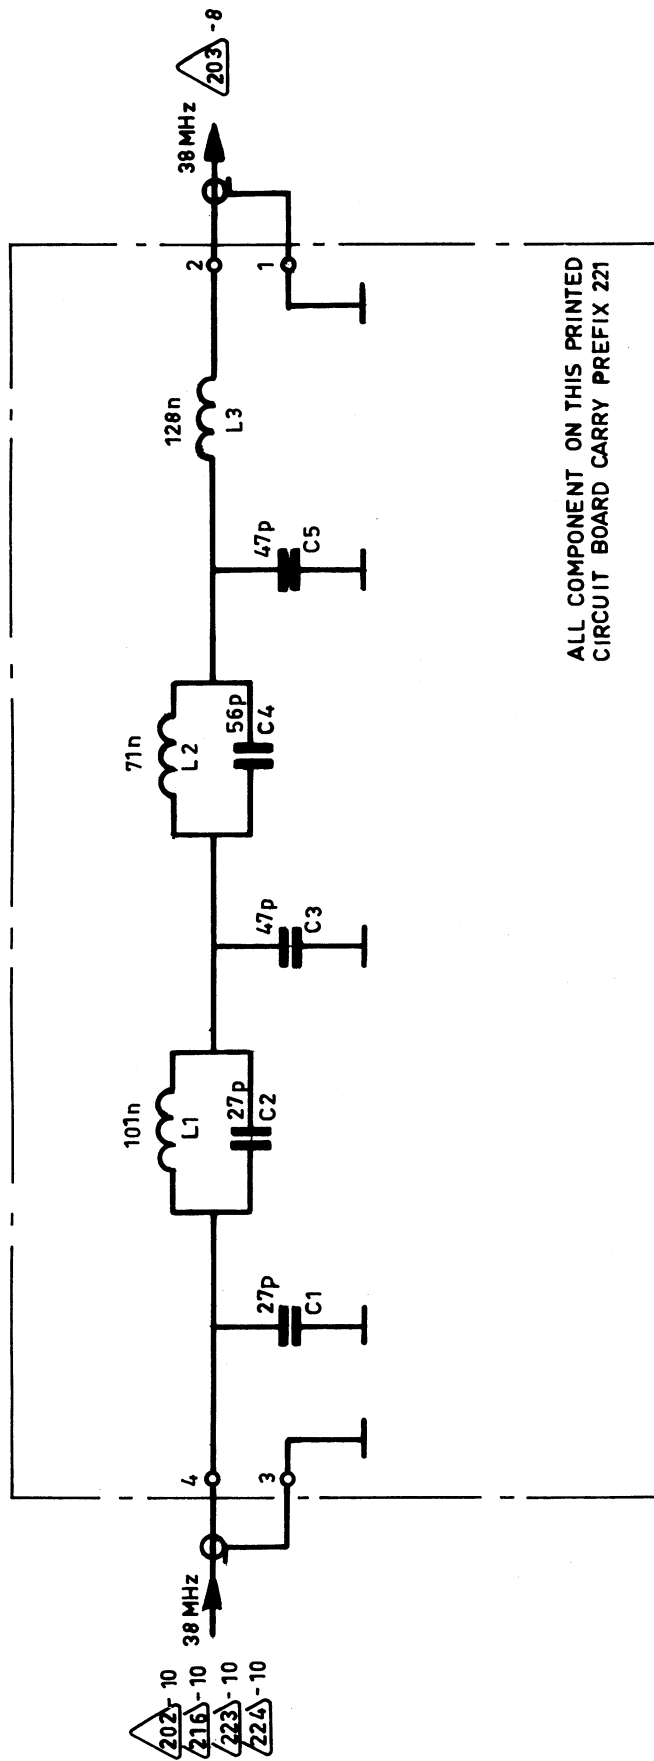 202-10
216-10
223-10
224-10
38 MHz
4
3
27p
C1
101n
L1
27p
C2
47p
C3
71n
L2
56p
C4
47p
C5
128n
L3
2
1
38 MHz
203-8
ALL COMPONENT ON THIS PRINTED
CIRCUIT BOARD CARRY PREFIX 221